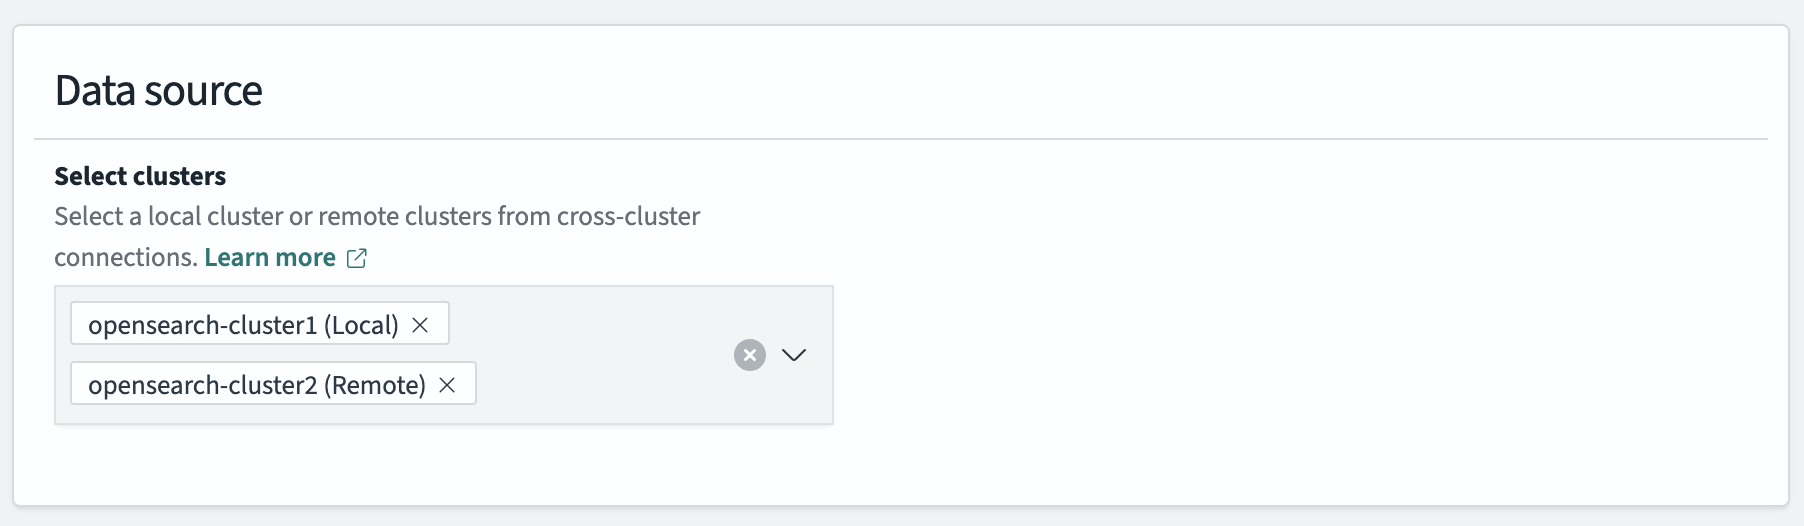 Data source
Select clusters
Select a local cluster or remote clusters from cross-cluster
connections. Learn more
opensearch-cluster1 (Local)
opensearch-cluster2 (Remote)